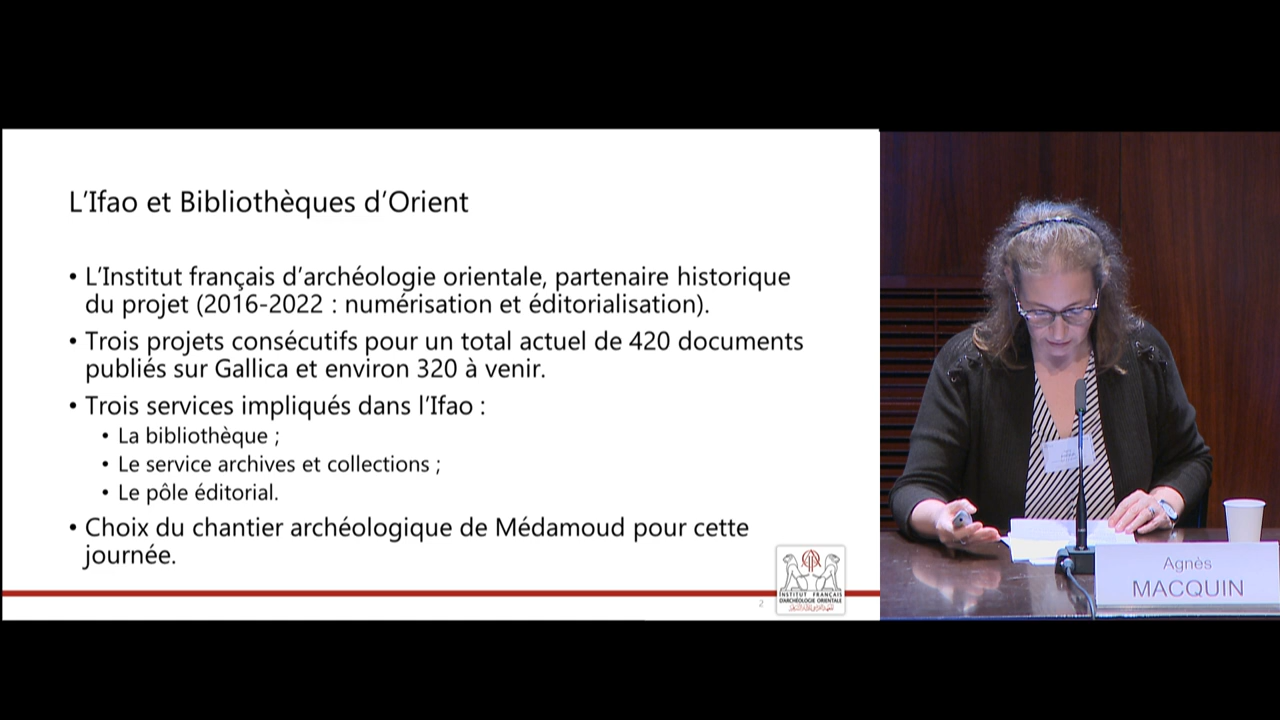 L'Ifao et Bibliothèques d'Orient
• L'Institut français d'archéologie orientale, partenaire historique
du projet (2016-2022 : numérisation et éditorialisation).
• Trois projets consécutifs pour un total actuel de 420 documents
publiés sur Gallica et environ 320 à venir.
• Trois services impliqués dans l'Ifao :
• La bibliothèque ;
• Le service archives et collections ;
• Le pôle éditorial.
• Choix du chantier archéologique de Médamoud pour cette
journée.
2
INSTITUT FRANÇAIS
D'ARCHÉOLOGIE ORIENTALE
Agnès
MACQUIN